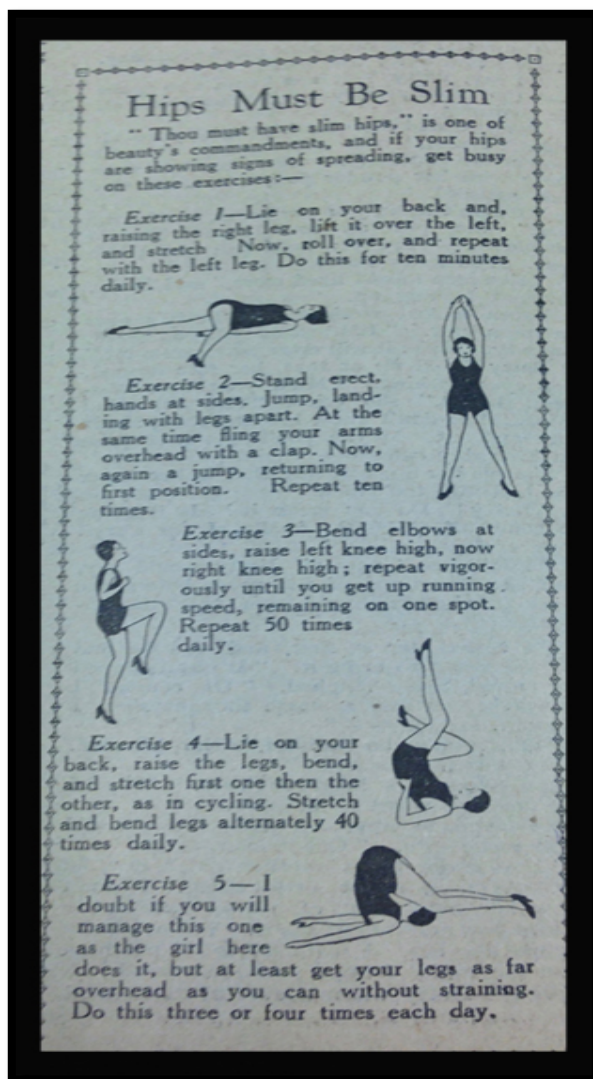 Hips Must Be Slim
"Thou must have slim hips," is one of
beauty's commandments, and if your hips
are showing signs of spreading, get busy
on these exercises:—
Exercise 1—Lie on your back and,
raising the right leg, lift it over the left,
and stretch Now, roll over, and repeat
with the left leg. Do this for ten minutes
daily.
Exercise 2—Stand erect,
hands at sides. Jump, land-
ing with legs apart. At the
same time fling your arms
overhead with a clap. Now,
again a jump, returning to
first position. Repeat ten
times.
Exercise 3—Bend elbows at
sides, raise left knee high, now
right knee high; repeat vigor-
ously until you get up running
speed, remaining on one spot.
Repeat 50 times
daily.
Exercise 4—Lie on your
back, raise the legs, bend,
and stretch first one then the
other, as in cycling. Stretch
and bend legs alternately 40
times daily.
Exercise 5—I
doubt if you will
manage this one
as the girl here
does it, but at least get your legs as far
overhead as you can without straining.
Do this three or four times each day.